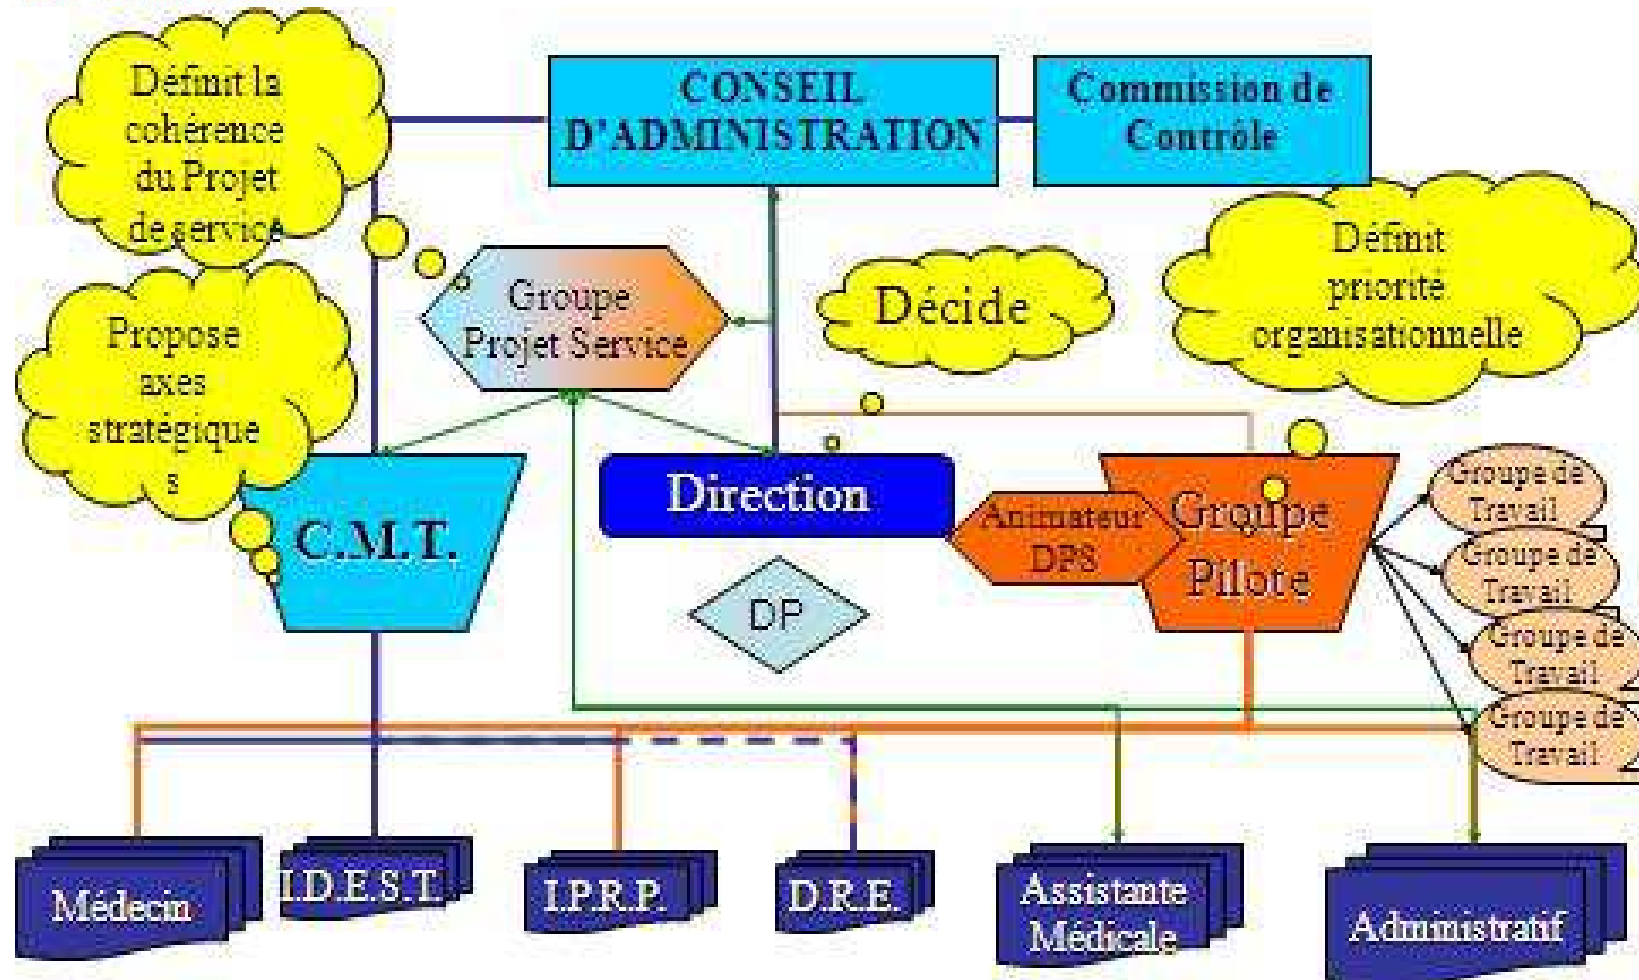 Définit la
cohérence
du Projet
de service
CONSEIL
D'ADMINISTRATION
Commission de
Contrôle
Propose
axes
stratégique
s
Groupe
Projet Service
Décide
Définit
priorité
organisationnelle
C.M.T.
Direction
DP
Animateur
DPS
Groupe
Pilote
Groupe de
Travail
Groupe de
Travail
Groupe de
Travail
Groupe de
Travail
Médecin
I.D.E.S.T.
I.P.R.P.
D.R.E.
Assistante
Médicale
Administratif